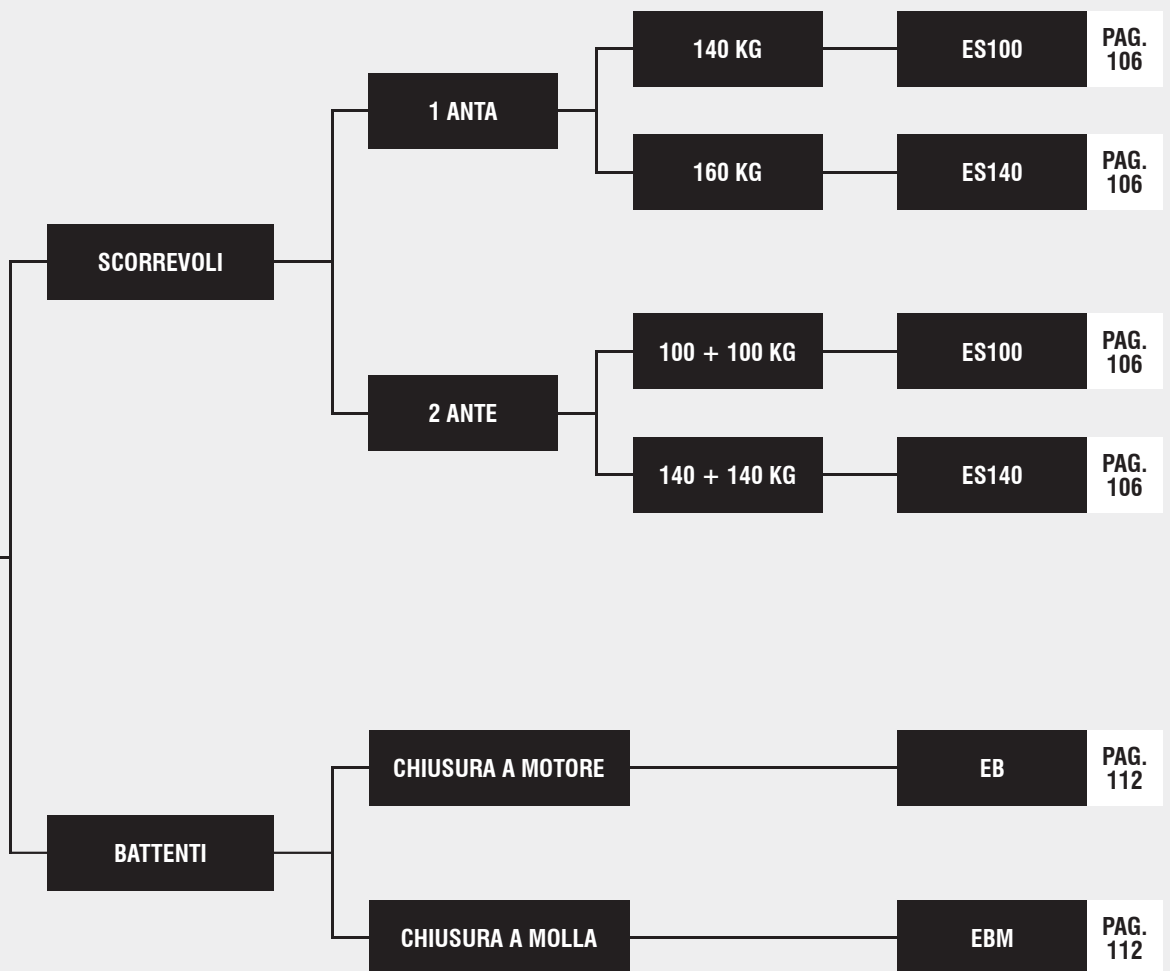 140 KG
ES100
PAG.
106
1 ANTA
160 KG
ES140
PAG.
106
SCORREVOLI
100 + 100 KG
ES100
PAG.
106
2 ANTE
140 + 140 KG
ES140
PAG.
106
CHIUSURA A MOTORE
EB
PAG.
112
BATTENTI
CHIUSURA A MOLLA
EBM
PAG.
112